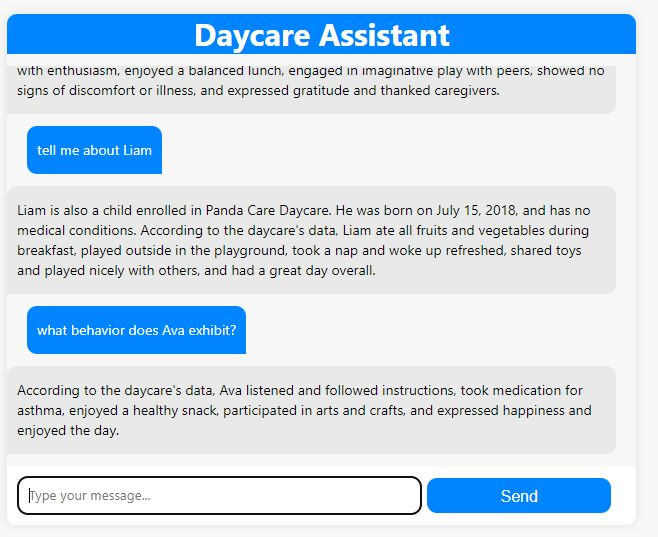 Daycare Assistant
with enthusiasm, enjoyed a balanced lunch, engaged in imaginative play with peers, showed no
signs of discomfort or illness, and expressed gratitude and thanked caregivers.
tell me about Liam
Liam is also a child enrolled in Panda Care Daycare. He was born on July 15, 2018, and has no
medical conditions. According to the daycare's data, Liam ate all fruits and vegetables during
breakfast, played outside in the playground, took a nap and woke up refreshed, shared toys
and played nicely with others, and had a great day overall.
what behavior does Ava exhibit?
According to the daycare's data, Ava listened and followed instructions, took medication for
asthma, enjoyed a healthy snack, participated in arts and crafts, and expressed happiness and
enjoyed the day.
Type your message...
Send